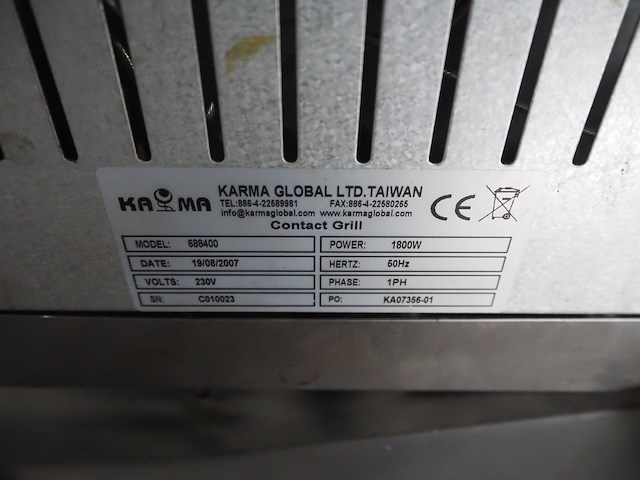 KARMA
KARMA GLOBAL LTD.TAIWAN
TEL:886-4-22589981 FAX:886-4-22580265
info@karmaglobal.com www.karmaglobal.com
CE
Contact Grill
MODEL: 688400 POWER: 1800W
DATE: 19/08/2007 HERTZ: 50Hz
VOLTS: 230V PHASE: 1PH
SN: C010023 PO: KA07356-01